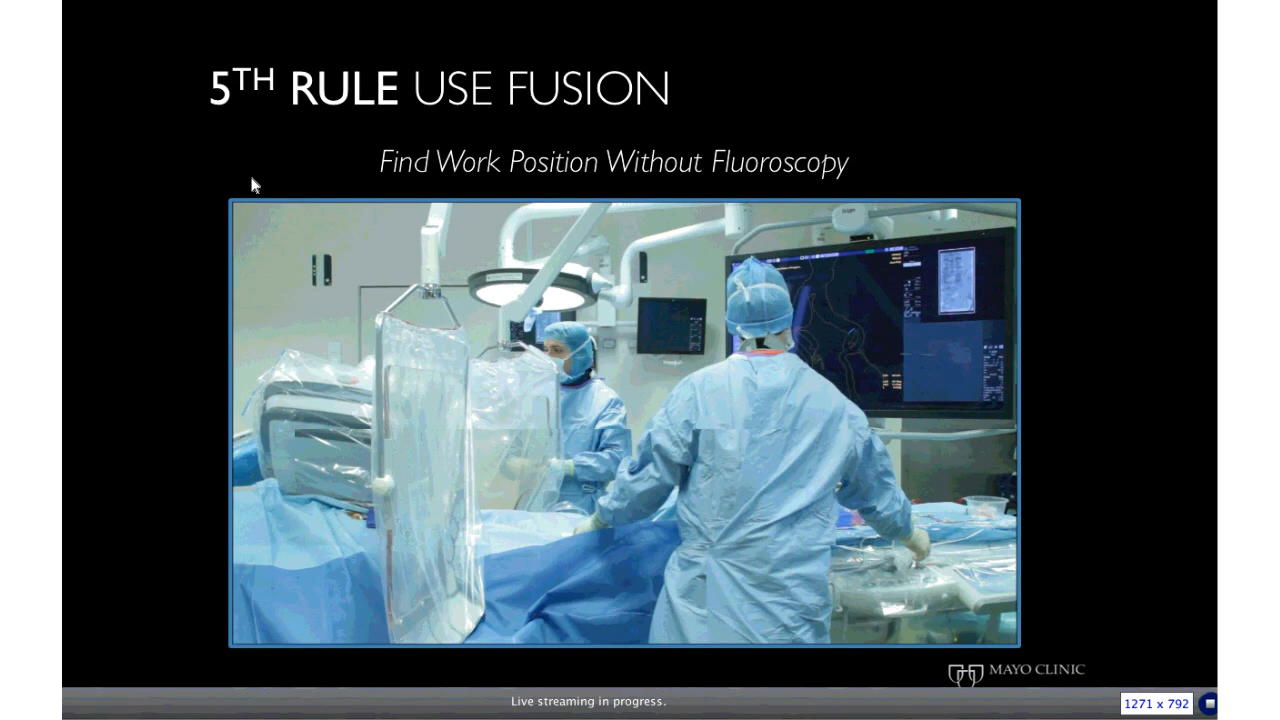 5TH RULE USE FUSION
Find Work Position Without Fluoroscopy
MAYO CLINIC
Live streaming in progress.
1271 x 792